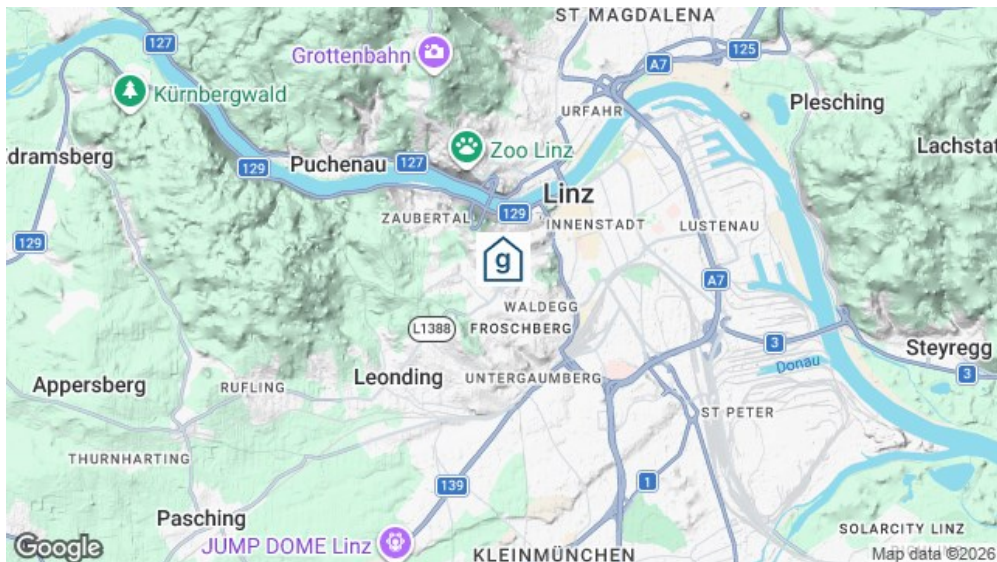 ST MAGDALENA
127
125
Grottenbahn
A7
Kürnbergwald
Plesching
URFAHR
dramsberg
Puchenau
127
Zoo Linz
Lachstat
129
Linz
ZAUBERTAL
129
INNENSTADT
LUSTENAU
129
g
A7
WALDEGG
L1388
FROSCHBERG
3
Steyregg
Donau
3
Appersberg
RUFLING
Leonding
UNTERGAUMBERG
ST PETER
THURNHARTING
139
1
Pasching
SOLARCITY LINZ
JUMP DOME Linz
KLEINMÜNCHEN
Google
Map data ©2026